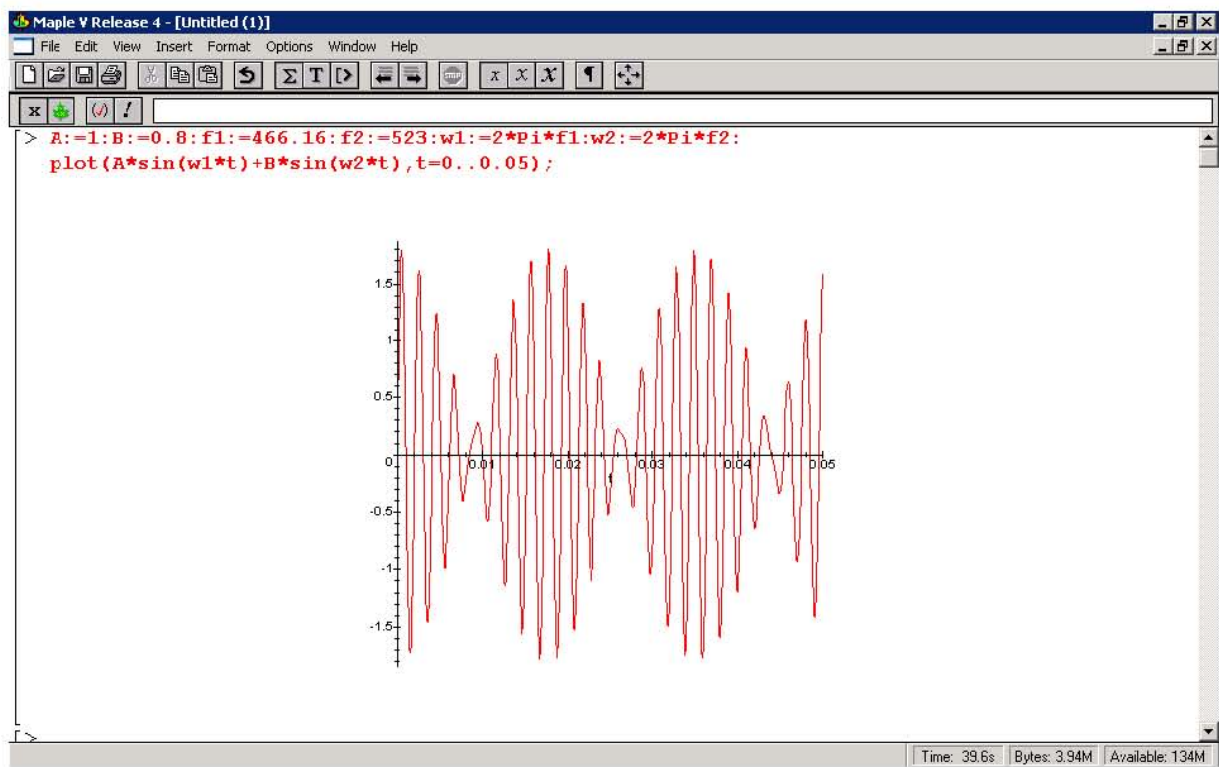 Maple V Release 4 - [Untitled (1)]
File Edit View Insert Format Options Window Help
Σ T [> STOP x x x ¶
x (√) !
> A:=1:B:=0.8:f1:=466.16:f2:=523:w1:=2*Pi*f1:w2:=2*Pi*f2:
plot(A*sin(w1*t)+B*sin(w2*t),t=0..0.05);
1.5
1
0.5
0 0.01 0.02 0.03 0.04 0.05
t
-0.5
-1
-1.5
>
Time: 39.6s Bytes: 3.94M Available: 134M